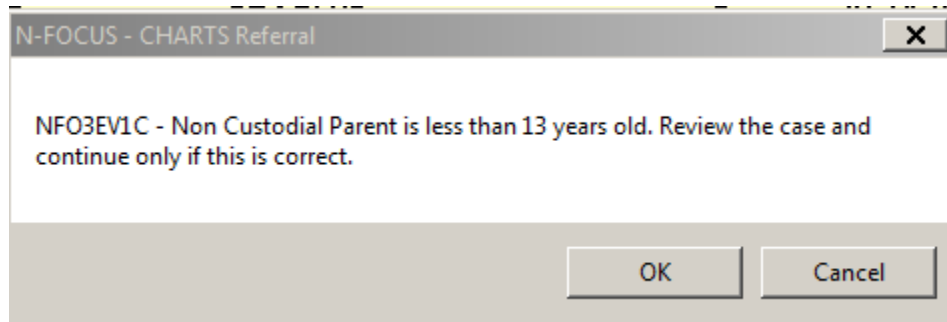 N-FOCUS - CHARTS Referral
NFO3EV1C - Non Custodial Parent is less than 13 years old. Review the case and
continue only if this is correct.
OK
Cancel